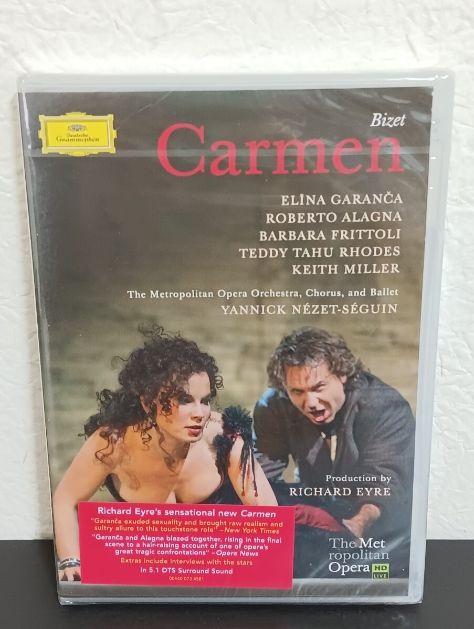 Deutsche
Grammophon
Bizet
Carmen
ELĪNA GARANČA
ROBERTO ALAGNA
BARBARA FRITTOLI
TEDDY TAHU RHODES
KEITH MILLER
The Metropolitan Opera Orchestra, Chorus, and Ballet
YANNICK NÉZET-SÉGUIN
Production by
RICHARD EYRE
Richard Eyre's sensational new Carmen
"Garanča exuded sexuality and brought raw realism and
sultry allure to this touchstone role" –New York Times
"Garanča and Alagna blazed together, rising in the final
scene to a hair-raising account of one of opera's
great tragic confrontations" –Opera News
Extras include interviews with the stars
In 5.1 DTS Surround Sound
The Met
ropolitan
Opera HD
LIVE